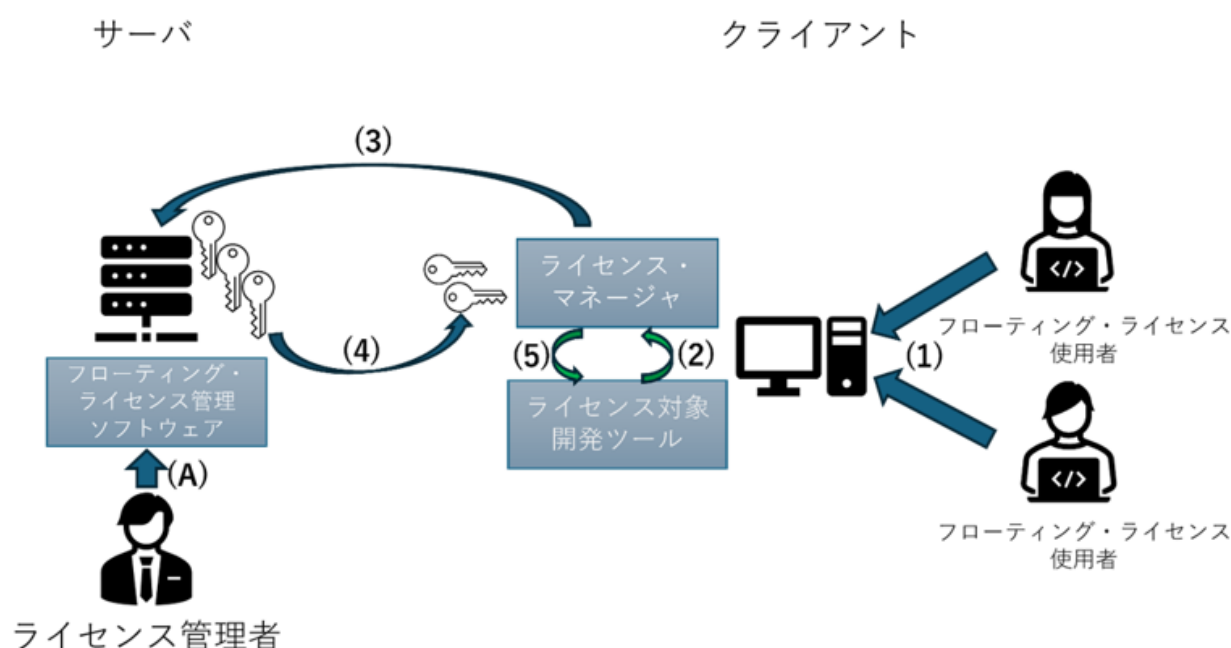 サーバ
クライアント
(3)
ライセンス・
マネージャ
フローティング・ライセンス
使用者
(4)
(5)
(2)
(1)
フローティング・
ライセンス管理
ソフトウェア
ライセンス対象
開発ツール
(A)
フローティング・ライセンス
使用者
ライセンス管理者